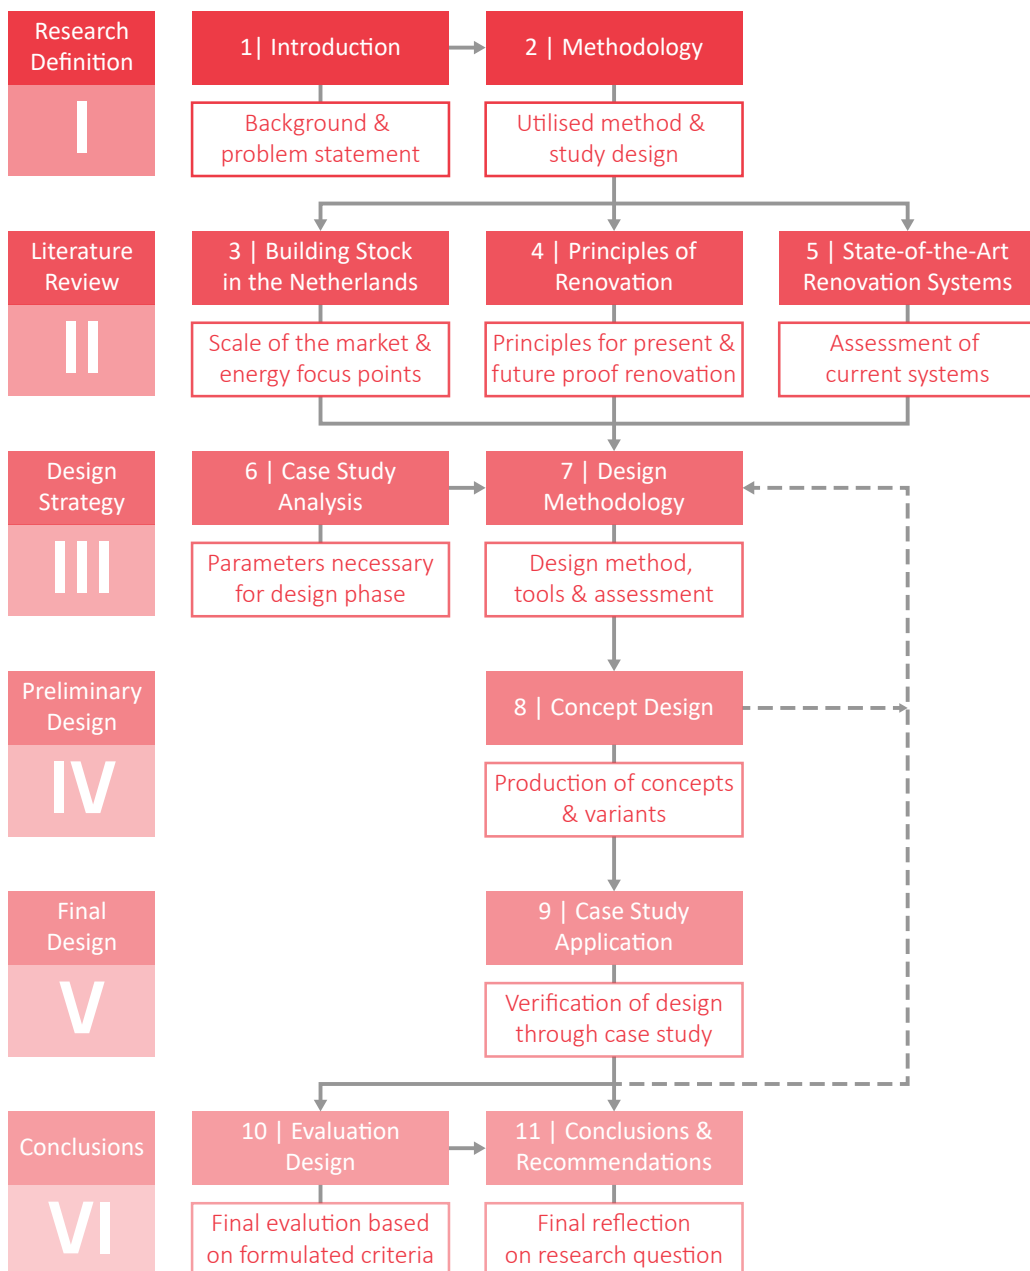 Research
Definition
I
1| Introduction
2 | Methodology
Background &
problem statement
Utilised method &
study design
Literature
Review
II
3 | Building Stock
in the Netherlands
4 | Principles of
Renovation
5 | State-of-the-Art
Renovation Systems
Scale of the market &
energy focus points
Principles for present &
future proof renovation
Assessment of
current systems
Design
Strategy
III
6 | Case Study
Analysis
7 | Design
Methodology
Parameters necessary
for design phase
Design method,
tools & assessment
Preliminary
Design
IV
8 | Concept Design
Production of concepts
& variants
Final
Design
V
9 | Case Study
Application
Verification of design
through case study
Conclusions
VI
10 | Evaluation
Design
11 | Conclusions &
Recommendations
Final evalution based
on formulated criteria
Final reflection
on research question